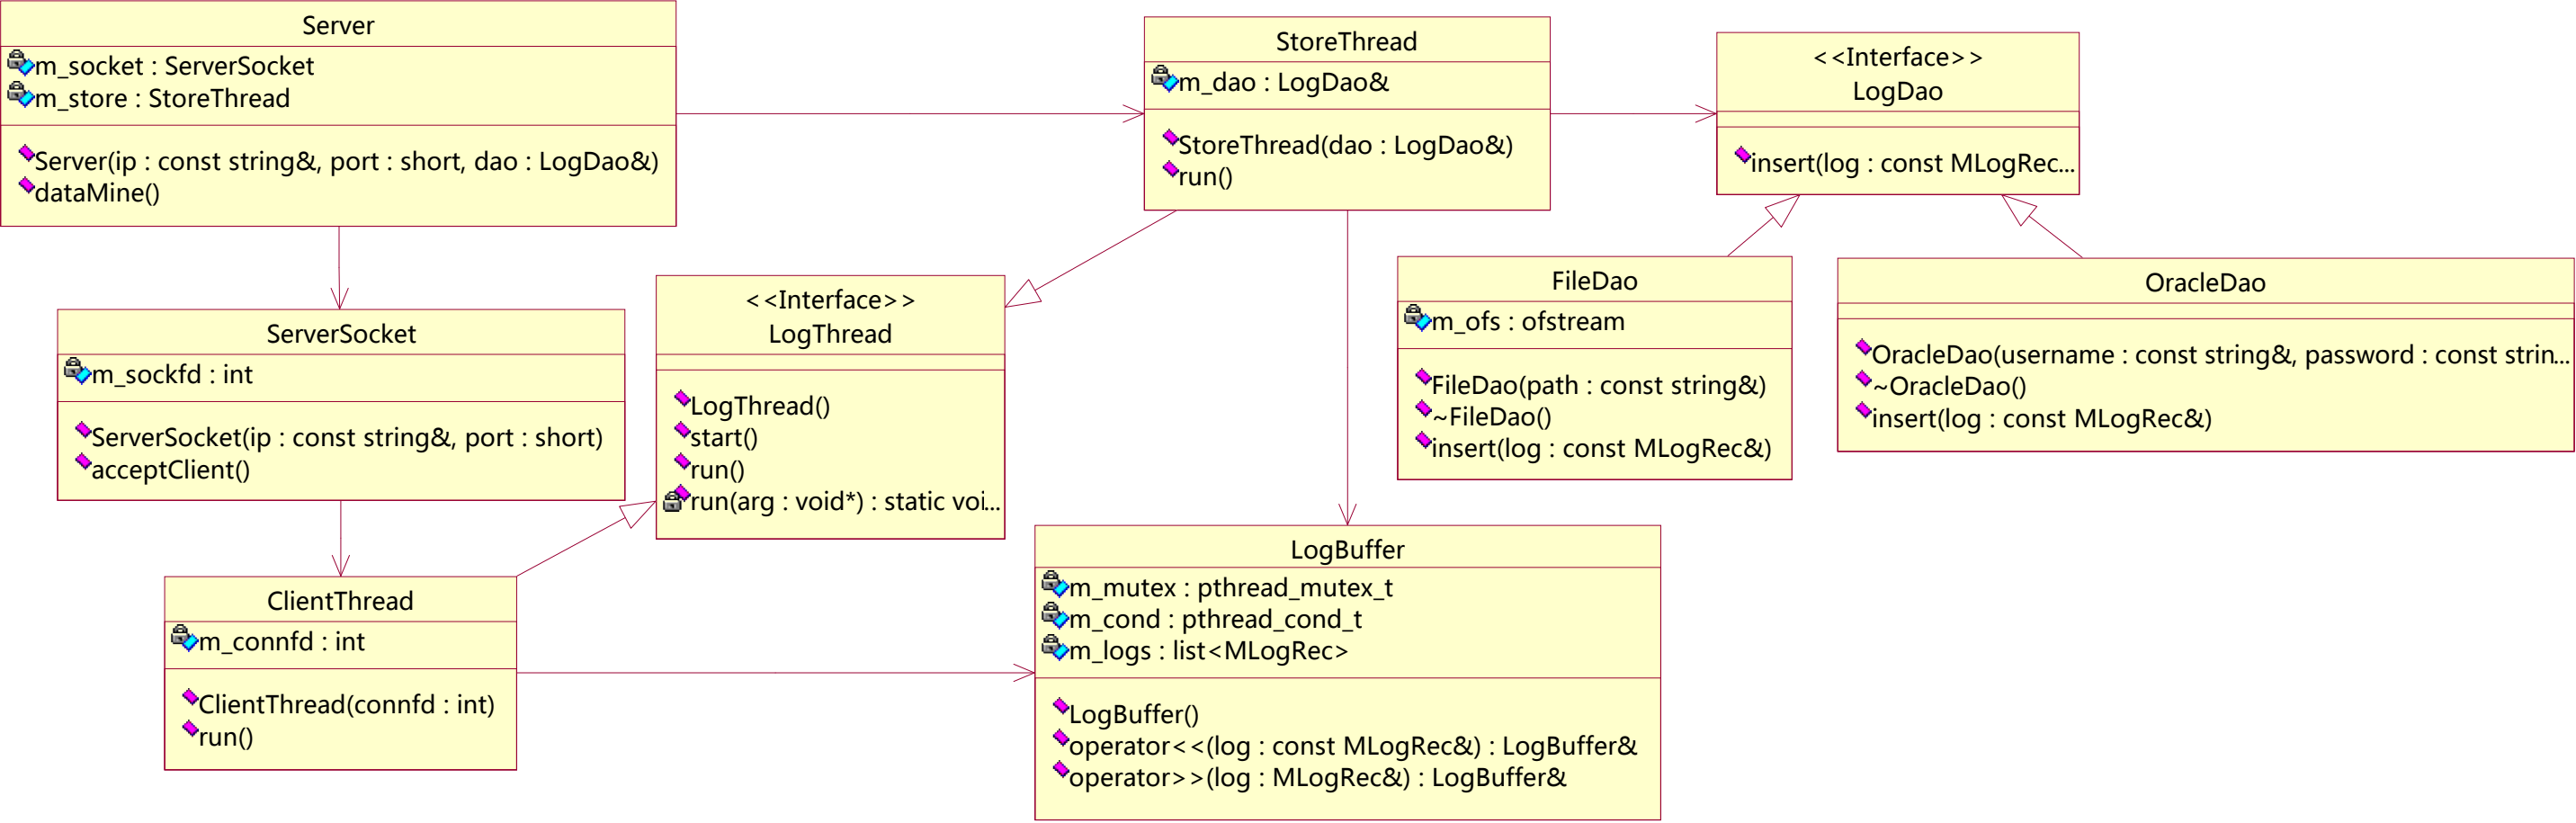 Server
m_socket : ServerSocket
m_store : StoreThread
Server(ip : const string&, port : short, dao : LogDao&)
dataMine()
StoreThread
m_dao : LogDao&
StoreThread(dao : LogDao&)
run()
<<Interface>>
LogDao
insert(log : const MLogRec...
ServerSocket
m_sockfd : int
ServerSocket(ip : const string&, port : short)
acceptClient()
<<Interface>>
LogThread
LogThread()
start()
run()
run(arg : void*) : static voi...
FileDao
m_ofs : ofstream
FileDao(path : const string&)
~FileDao()
insert(log : const MLogRec&)
OracleDao
OracleDao(username : const string&, password : const strin...
~OracleDao()
insert(log : const MLogRec&)
ClientThread
m_connfd : int
ClientThread(connfd : int)
run()
LogBuffer
m_mutex : pthread_mutex_t
m_cond : pthread_cond_t
m_logs : list<MLogRec>
LogBuffer()
operator<<(log : const MLogRec&) : LogBuffer&
operator>>(log : MLogRec&) : LogBuffer&